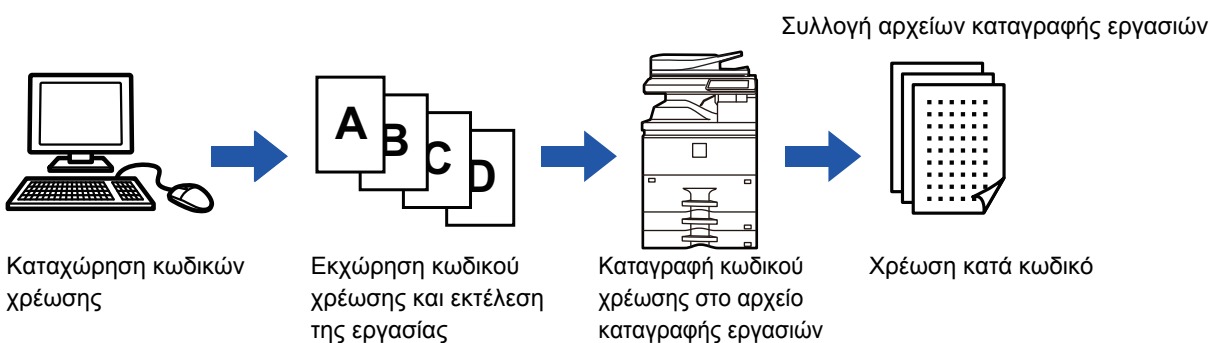 Συλλογή αρχείων καταγραφής εργασιών
A
B
C
D
Καταχώρηση κωδικών
χρέωσης
Εκχώρηση κωδικού
χρέωσης και εκτέλεση
της εργασίας
Καταγραφή κωδικού
χρέωσης στο αρχείο
καταγραφής εργασιών
Χρέωση κατά κωδικό